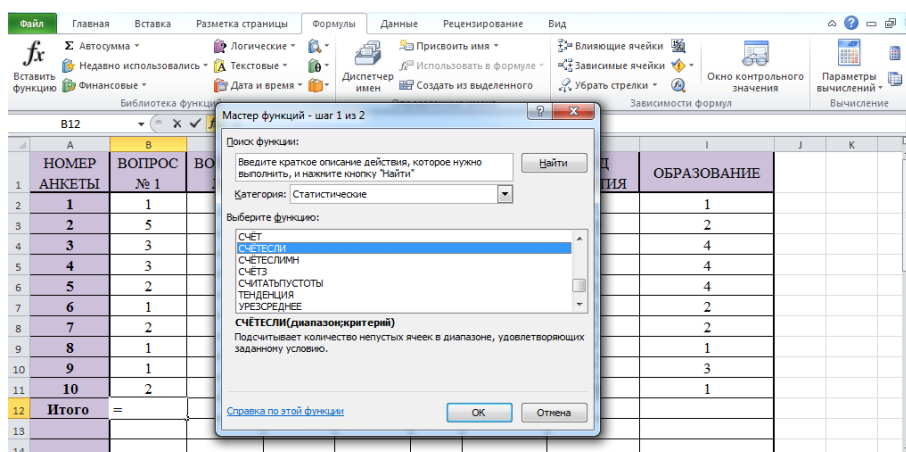 Файл Главная Вставка Разметка страницы Формулы Данные Рецензирование Вид
Σ Автосумма Логические Присвоить имя Влияющие ячейки
fx Недавно использовались Текстовые Использовать в формуле Зависимые ячейки
Вставить функцию Финансовые Дата и время Диспетчер имен Создать из выделенного Убрать стрелки Окно контрольного значения Параметры вычислений
Библиотека функций Зависимости формул Вычисление
B12
Мастер функций - шаг 1 из 2
Поиск функции:
Введите краткое описание действия, которое нужно
выполнить, и нажмите кнопку "Найти"
Найти
Категория: Статистические
Выберите функцию:
СЧЁТ
СЧЁТЕСЛИ
СЧЁТЕСЛИМН
СЧЁТЗ
СЧИТАТЬПУСТОТЫ
ТЕНДЕНЦИЯ
УРЕЗСРЕДНЕЕ
СЧЁТЕСЛИ(диапазон;критерий)
Подсчитывает количество непустых ячеек в диапазоне, удовлетворяющих
заданному условию.
Справка по этой функции ОК Отмена
A B I J K
1 НОМЕР АНКЕТЫ ВОПРОС № 1 ОБРАЗОВАНИЕ
2 1 1 1
3 2 5 2
4 3 3 4
5 4 3 4
6 5 2 4
7 6 1 2
8 7 2 2
9 8 1 1
10 9 1 3
11 10 2 1
12 Итого =
13
14